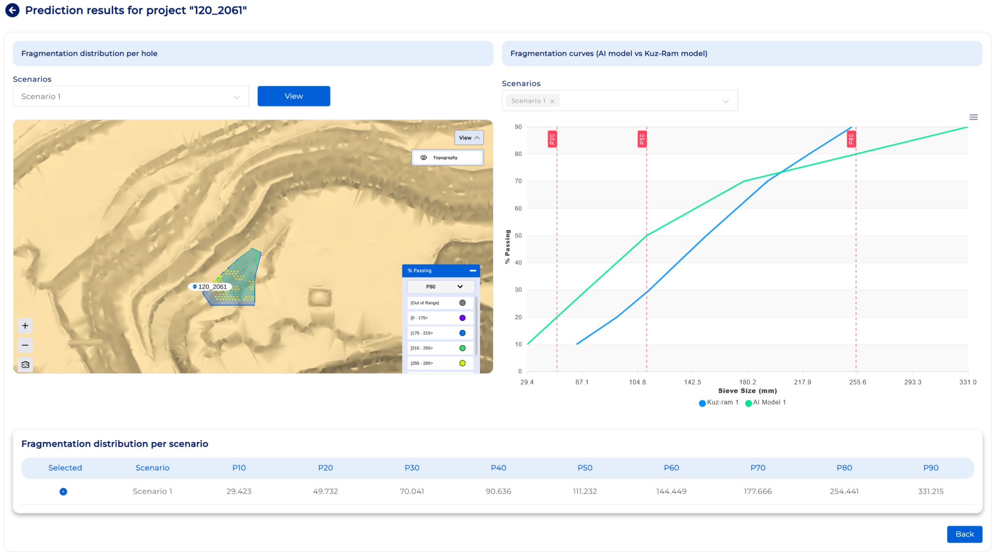 Prediction results for project "120_2061"
Fragmentation distribution per hole
Scenarios
Scenario 1
View
View
Topography
120_2061
% Passing
P80
[Out of Range]
[0 - 175>
[175 - 215>
[215 - 255>
[255 - 295>
Fragmentation curves (AI model vs Kuz-Ram model)
Scenarios
Scenario 1 ×
P20
P50
P80
% Passing
90
80
70
60
50
40
30
20
10
0
29.4 67.1 104.8 142.5 180.2 217.9 255.6 293.3 331.0
Sieve Size (mm)
Kuz-ram 1 AI Model 1
Fragmentation distribution per scenario
Selected Scenario P10 P20 P30 P40 P50 P60 P70 P80 P90
Scenario 1 29.423 49.732 70.041 90.636 111.232 144.449 177.666 254.441 331.215
Back